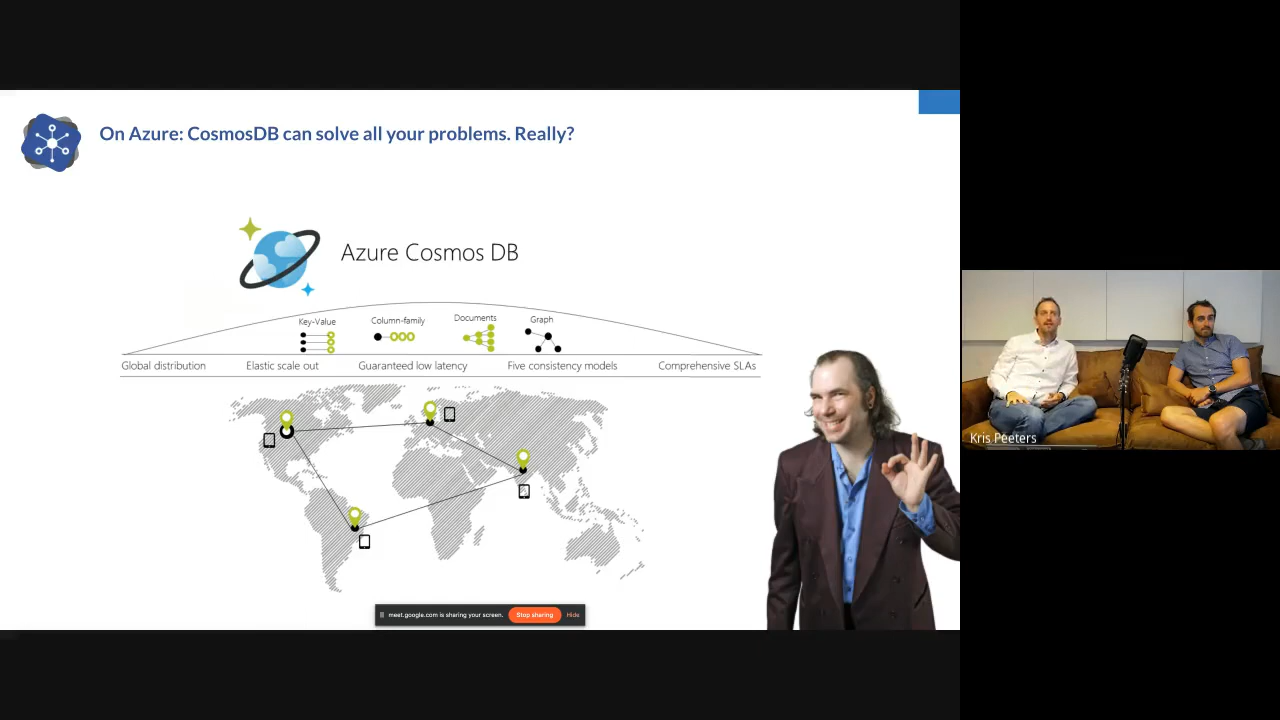 On Azure: CosmosDB can solve all your problems. Really?
Azure Cosmos DB
Key-Value
Column-family
Documents
Graph
Global distribution
Elastic scale out
Guaranteed low latency
Five consistency models
Comprehensive SLAs
Kris Peeters
meet.google.com is sharing your screen.
Stop sharing
Hide